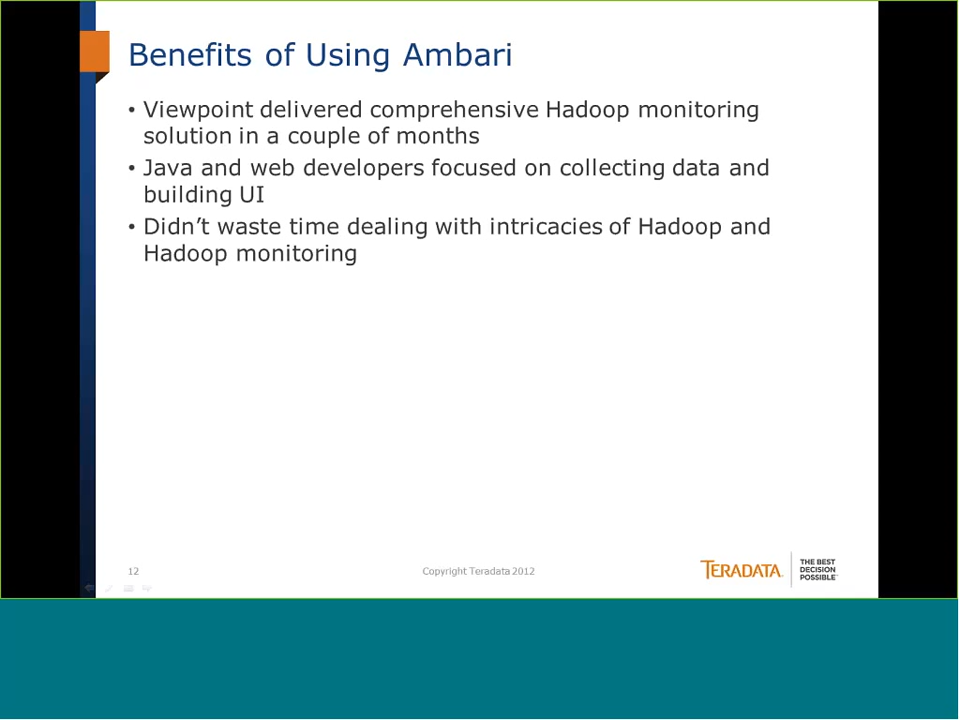 Benefits of Using Ambari
• Viewpoint delivered comprehensive Hadoop monitoring
solution in a couple of months
• Java and web developers focused on collecting data and
building UI
• Didn’t waste time dealing with intricacies of Hadoop and
Hadoop monitoring
12
Copyright Teradata 2012
TERADATA.
THE BEST
DECISION
POSSIBLE™